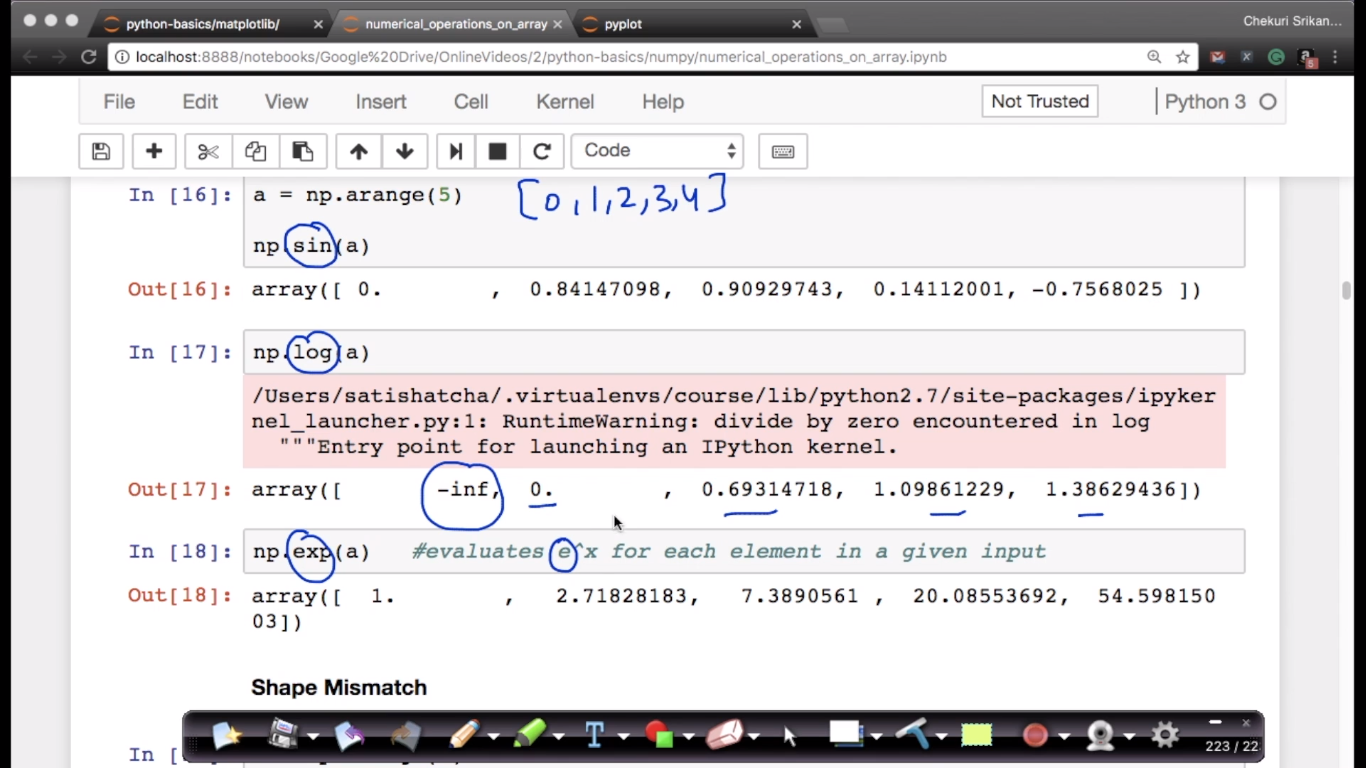 python-basics/matplotlib/ numerical_operations_on_array pyplot Chekuri Srikan...
localhost:8888/notebooks/Google%20Drive/OnlineVideos/2/python-basics/numpy/numerical_operations_on_array.ipynb
5
File Edit View Insert Cell Kernel Help Not Trusted Python 3
Code
In [16]: a = np.arange(5) [0,1,2,3,4]
np.sin(a)
Out[16]: array([ 0. , 0.84147098, 0.90929743, 0.14112001, -0.7568025 ])
In [17]: np.log(a)
/Users/satishatcha/.virtualenvs/course/lib/python2.7/site-packages/ipyker
nel_launcher.py:1: RuntimeWarning: divide by zero encountered in log
"""Entry point for launching an IPython kernel.
Out[17]: array([ -inf, 0. , 0.69314718, 1.09861229, 1.38629436])
In [18]: np.exp(a) #evaluates e^x for each element in a given input
Out[18]: array([ 1. , 2.71828183, 7.3890561 , 20.08553692, 54.598150
03])
Shape Mismatch
In
T
223 / 22